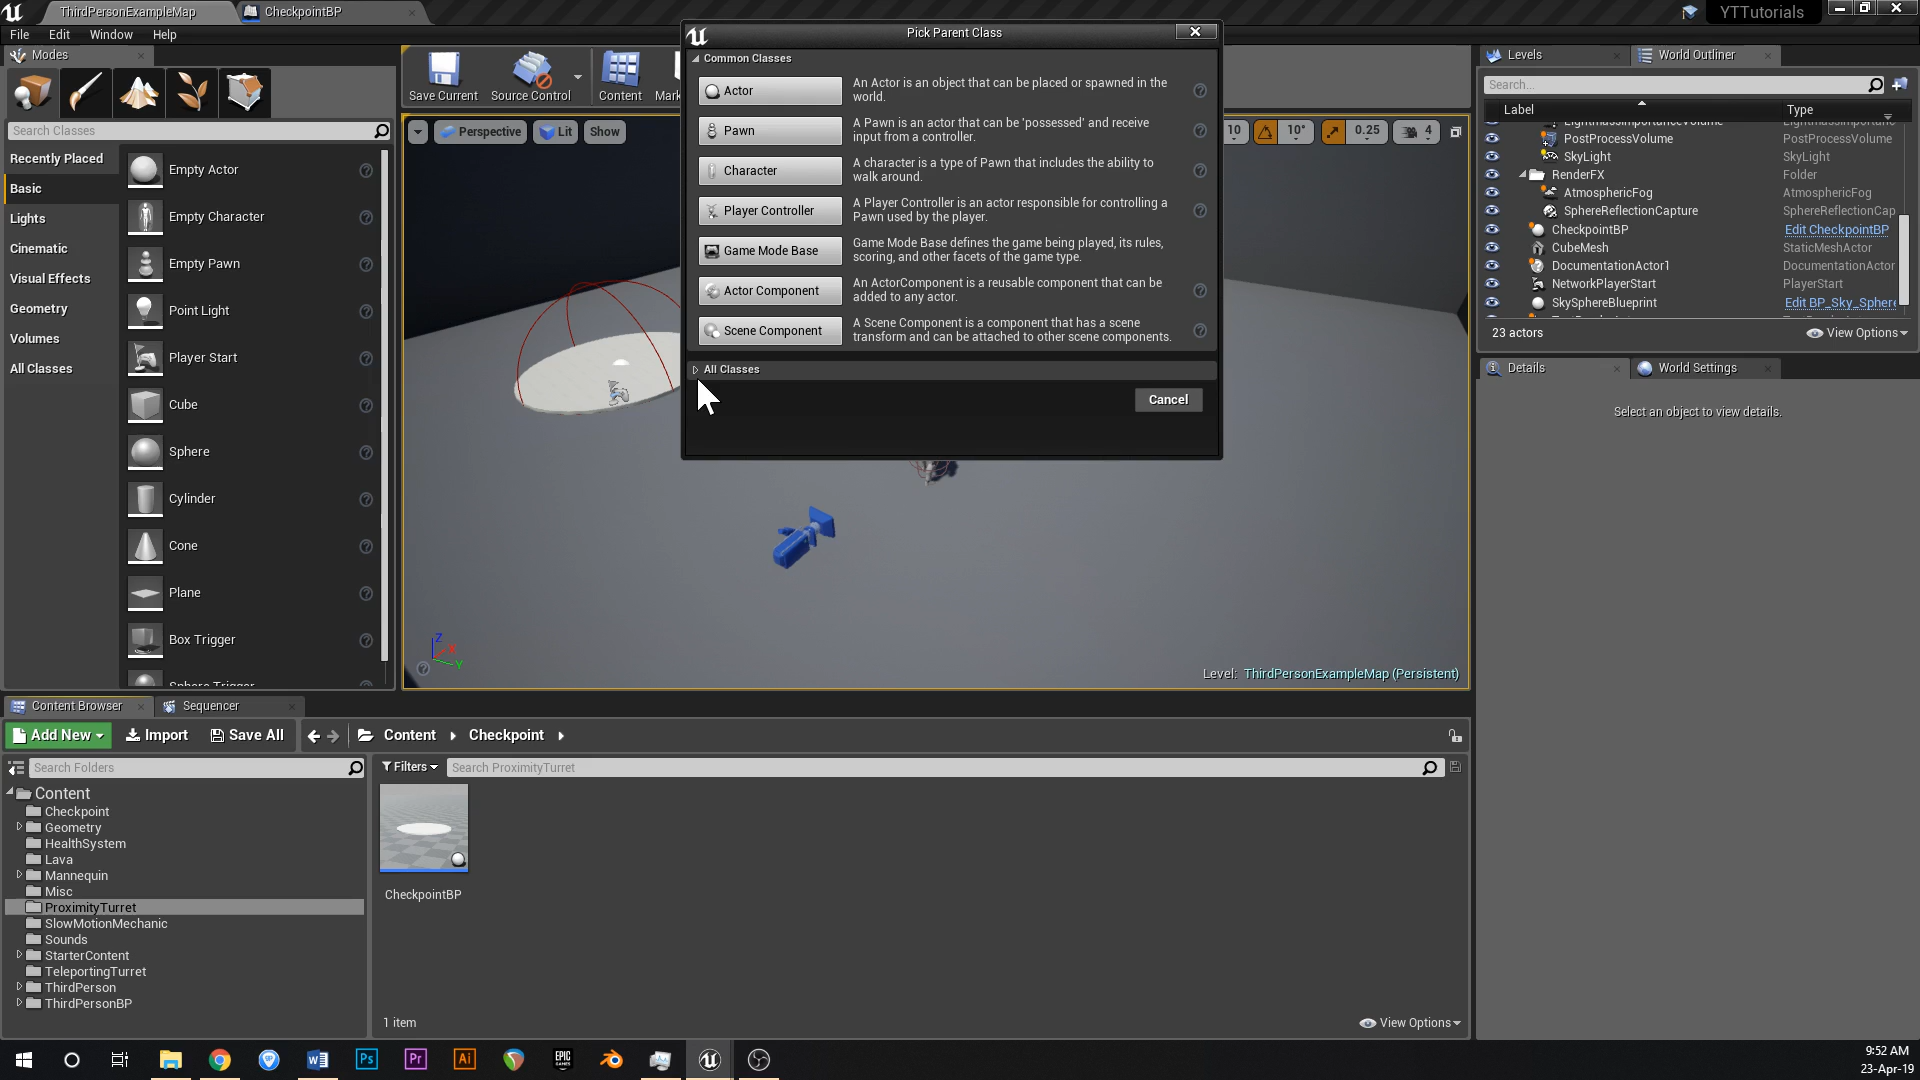 ThirdPersonExampleMap
CheckpointBP
YTTutorials
File Edit Window Help
Modes
Search Classes
Recently Placed
Basic
Lights
Cinematic
Visual Effects
Geometry
Volumes
All Classes
Empty Actor
Empty Character
Empty Pawn
Point Light
Player Start
Cube
Sphere
Cylinder
Cone
Plane
Box Trigger
Sphere Trigger
Save Current
Source Control
Content
Perspective
Lit
Show
10
10°
0.25
4
Pick Parent Class
Common Classes
Actor
An Actor is an object that can be placed or spawned in the
world.
Pawn
A Pawn is an actor that can be 'possessed' and receive
input from a controller.
Character
A character is a type of Pawn that includes the ability to
walk around.
Player Controller
A Player Controller is an actor responsible for controlling a
Pawn used by the player.
Game Mode Base
Game Mode Base defines the game being played, its rules,
scoring, and other facets of the game type.
Actor Component
An ActorComponent is a reusable component that can be
added to any actor.
Scene Component
A Scene Component is a component that has a scene
transform and can be attached to other scene components.
All Classes
Cancel
Z
X
Y
Level: ThirdPersonExampleMap (Persistent)
Levels
World Outliner
Search...
Label Type
PostProcessVolume PostProcessVolume
SkyLight SkyLight
RenderFX Folder
AtmosphericFog AtmosphericFog
SphereReflectionCapture SphereReflectionCap
CheckpointBP Edit CheckpointBP
CubeMesh StaticMeshActor
DocumentationActor1 DocumentationActor
NetworkPlayerStart PlayerStart
SkySphereBlueprint Edit BP_Sky_Sphere
23 actors
View Options
Details
World Settings
Select an object to view details.
Content Browser
Sequencer
Add New
Import
Save All
Content
Checkpoint
Search Folders
Filters
Search ProximityTurret
Content
Checkpoint
Geometry
HealthSystem
Lava
Mannequin
Misc
ProximityTurret
SlowMotionMechanic
Sounds
StarterContent
TeleportingTurret
ThirdPerson
ThirdPersonBP
CheckpointBP
1 item
View Options
Ps
Pr
Ai
EPIC
GAMES
9:52 AM
23-Apr-19